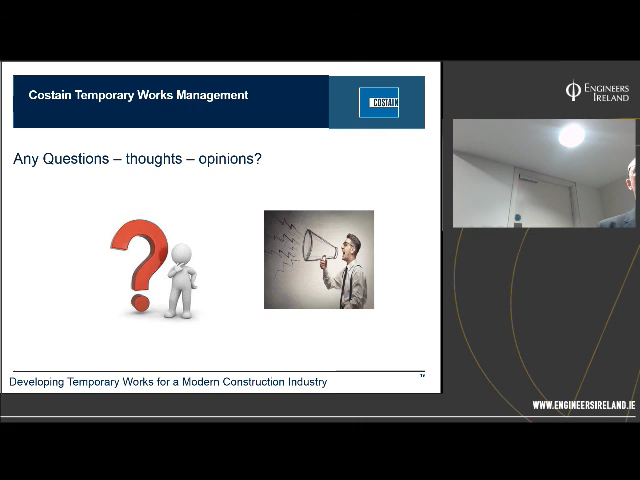 Costain Temporary Works Management
COSTAIN
Any Questions – thoughts – opinions?
Developing Temporary Works for a Modern Construction Industry
ENGINEERS
IRELAND
WWW.ENGINEERSIRELAND.IE